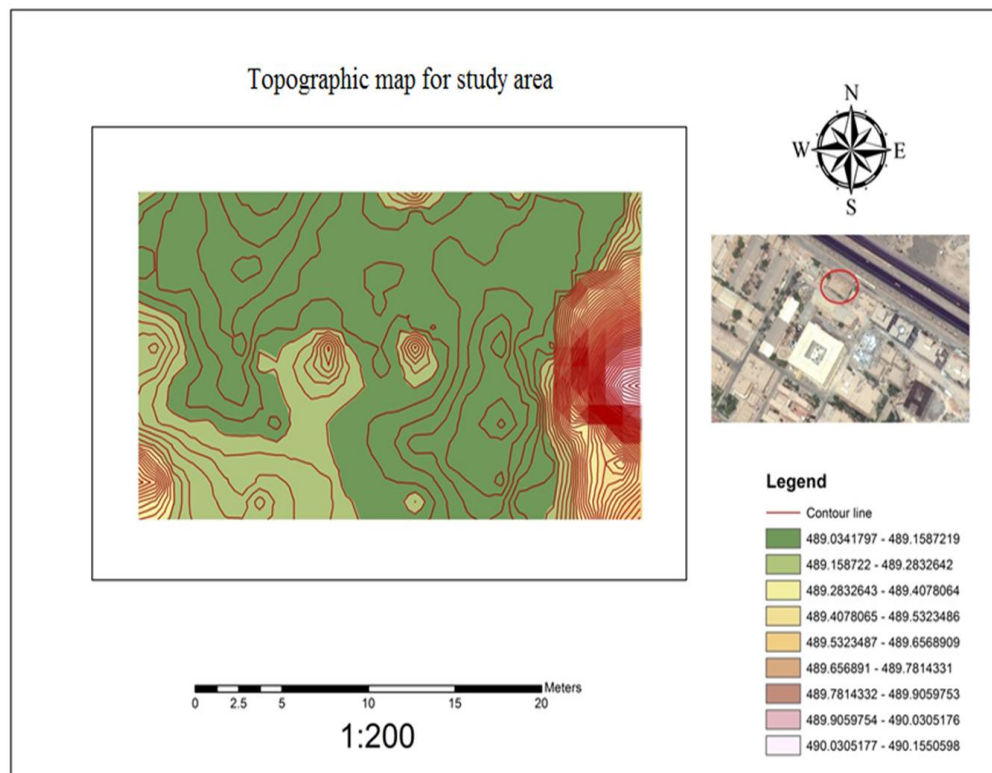 Topographic map for study area
N
W E
S
Legend
Contour line
489.0341797 - 489.1587219
489.158722 - 489.2832642
489.2832643 - 489.4078064
489.4078065 - 489.5323486
489.5323487 - 489.6568909
489.656891 - 489.7814331
489.7814332 - 489.9059753
489.9059754 - 490.0305176
490.0305177 - 490.1550598
Meters
0 2.5 5 10 15 20
1:200